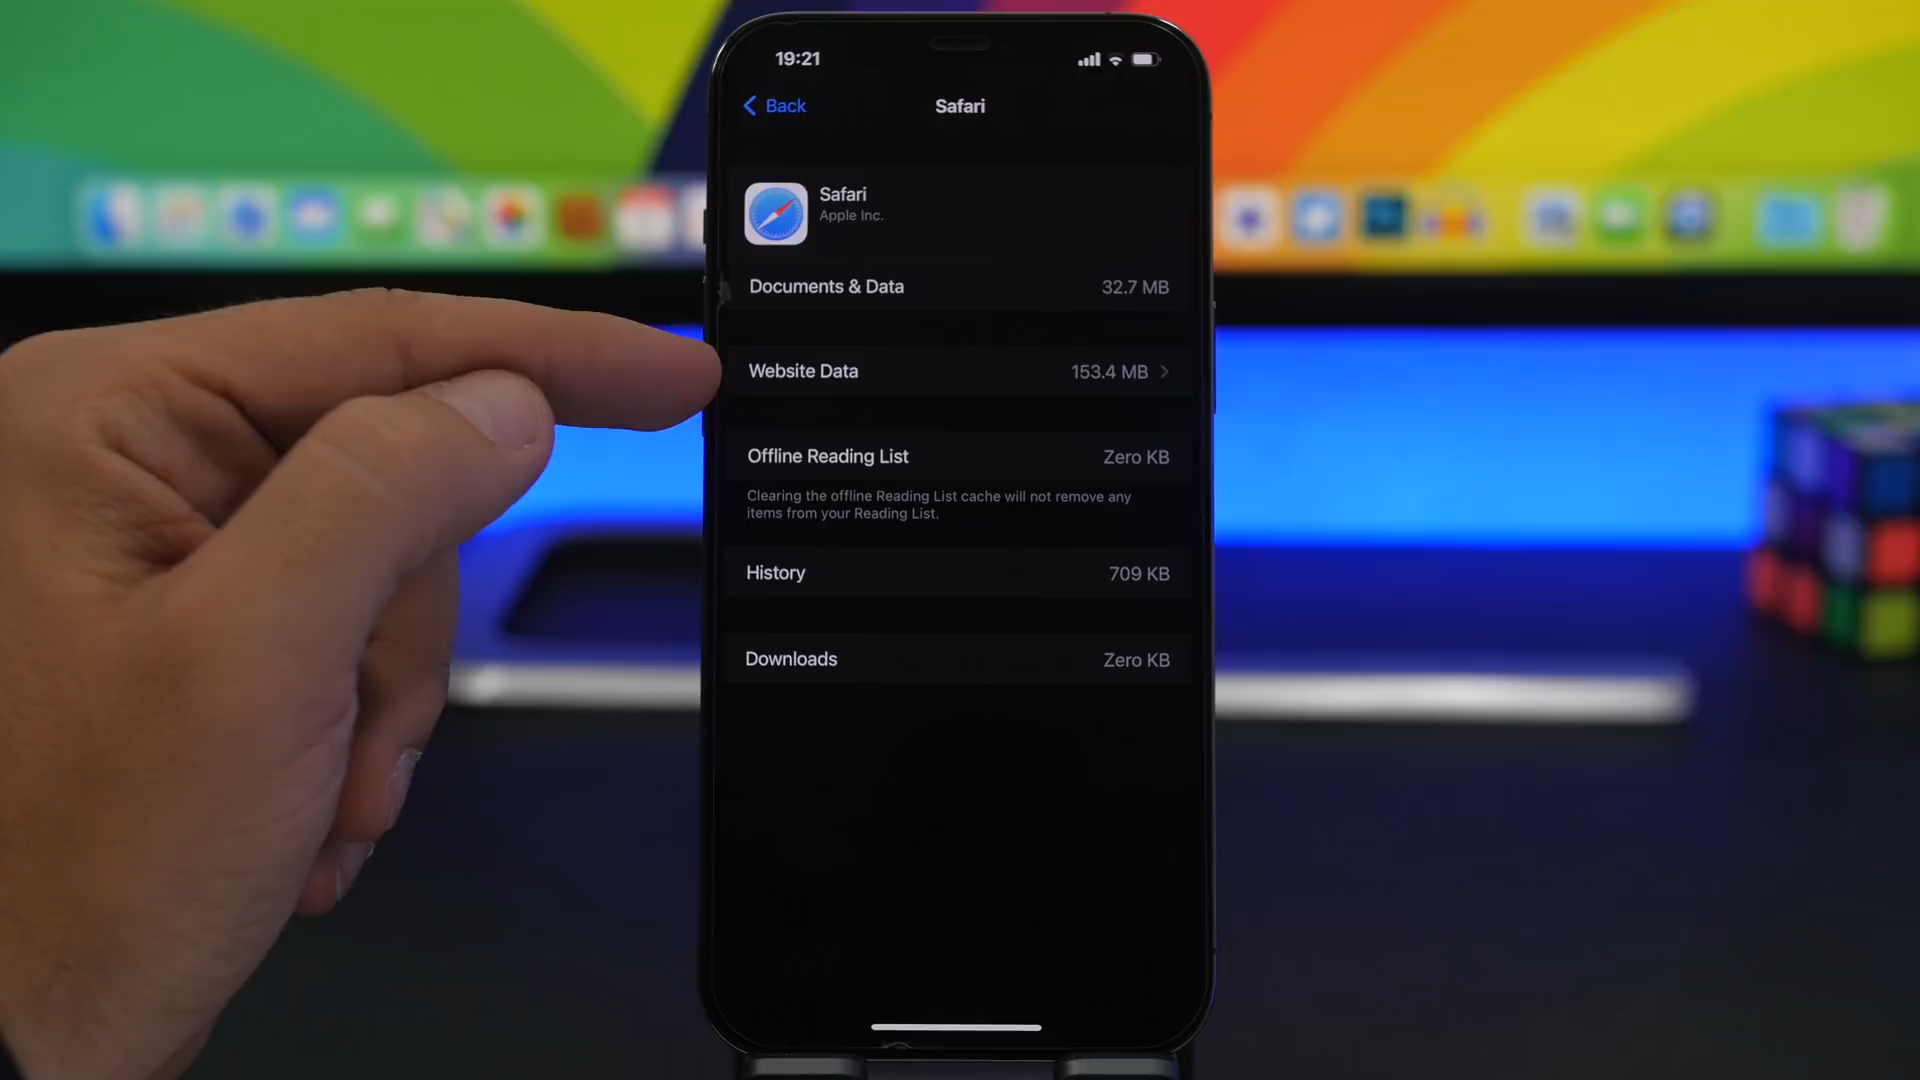 19:21
Back
Safari
Safari
Apple Inc.
Documents & Data 32.7 MB
Website Data 153.4 MB
Offline Reading List Zero KB
Clearing the offline Reading List cache will not remove any
items from your Reading List.
History 709 KB
Downloads Zero KB